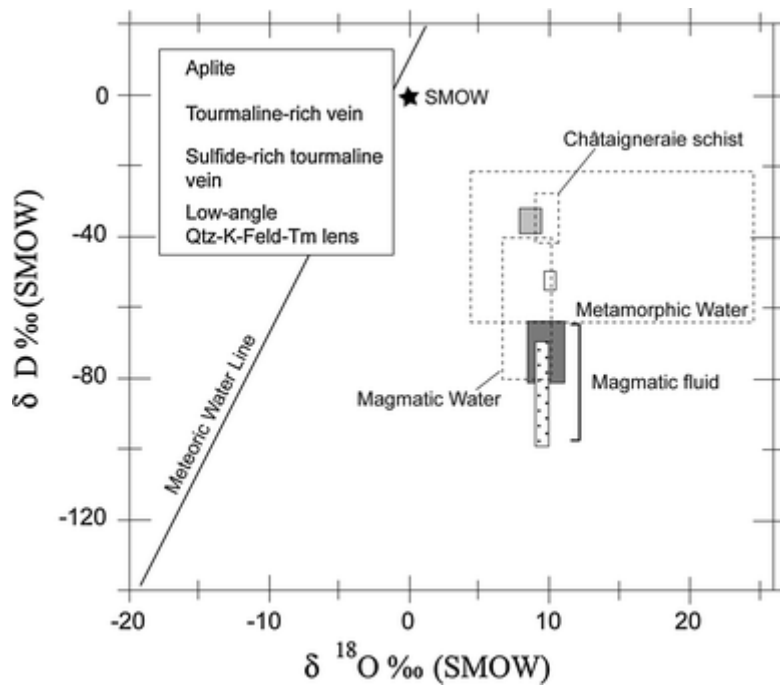 Aplite
Tourmaline-rich vein
Sulfide-rich tourmaline
vein
Low-angle
Qtz-K-Feld-Tm lens
SMOW
Châtaigneraie schist
Metamorphic Water
Magmatic Water
Magmatic fluid
Meteoric Water Line
δ D ‰ (SMOW)
0
-40
-80
-120
-20
-10
0
10
20
δ 18O ‰ (SMOW)